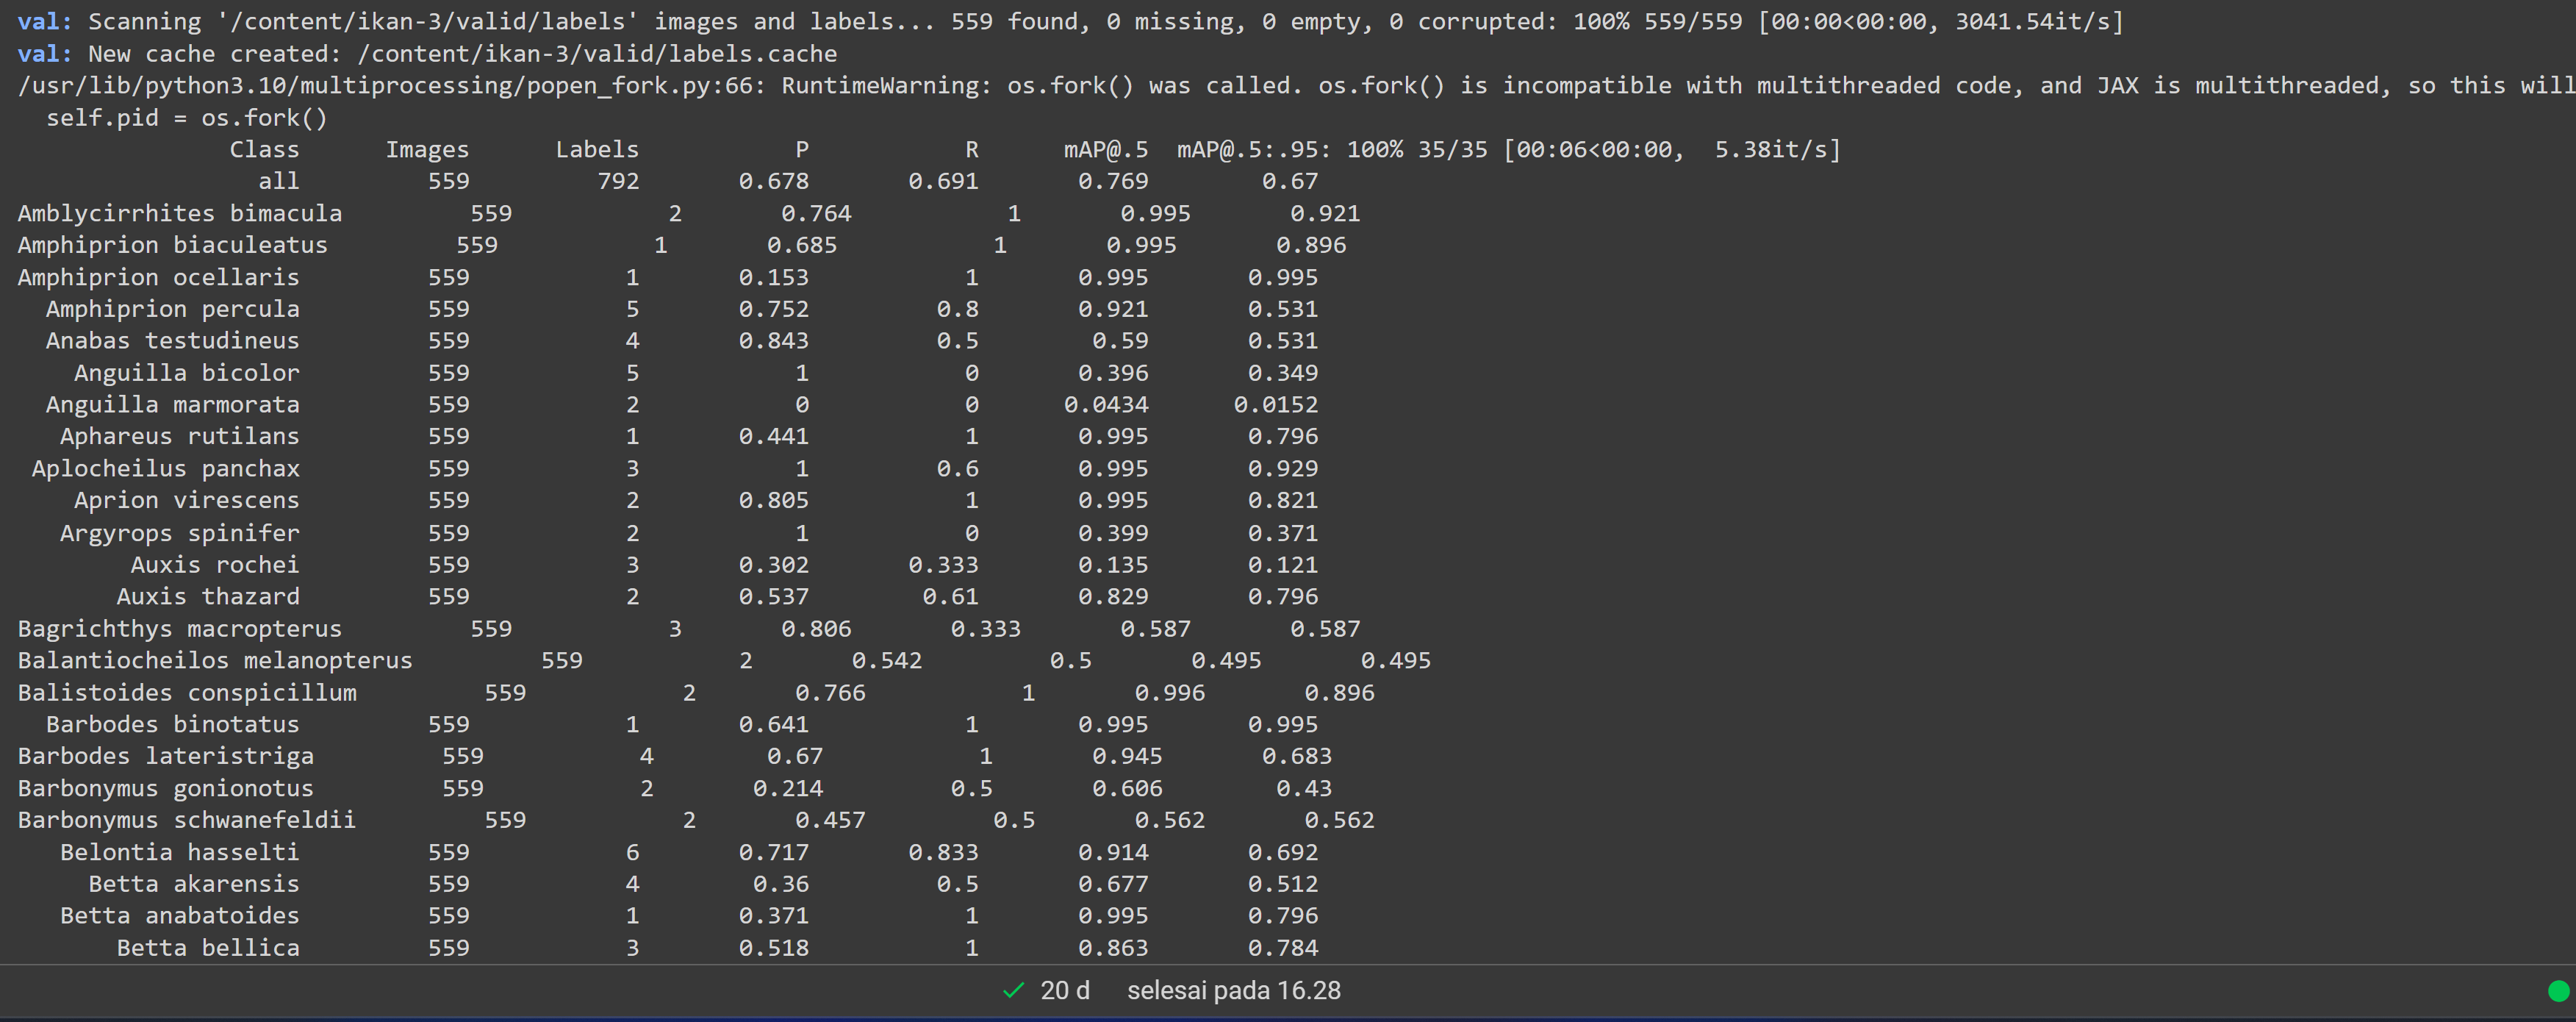 val: Scanning '/content/ikan-3/valid/labels' images and labels... 559 found, 0 missing, 0 empty, 0 corrupted: 100% 559/559 [00:00<00:00, 3041.54it/s]
val: New cache created: /content/ikan-3/valid/labels.cache
/usr/lib/python3.10/multiprocessing/popen_fork.py:66: RuntimeWarning: os.fork() was called. os.fork() is incompatible with multithreaded code, and JAX is multithreaded, so this will
self.pid = os.fork()
Class Images Labels P R mAP@.5 mAP@.5:.95: 100% 35/35 [00:06<00:00, 5.38it/s]
all 559 792 0.678 0.691 0.769 0.67
Amblycirrhites bimacula 559 2 0.764 1 0.995 0.921
Amphiprion biaculeatus 559 1 0.685 1 0.995 0.896
Amphiprion ocellaris 559 1 0.153 1 0.995 0.995
Amphiprion percula 559 5 0.752 0.8 0.921 0.531
Anabas testudineus 559 4 0.843 0.5 0.59 0.531
Anguilla bicolor 559 5 1 0 0.396 0.349
Anguilla marmorata 559 2 0 0 0.0434 0.0152
Aphareus rutilans 559 1 0.441 1 0.995 0.796
Aplocheilus panchax 559 3 1 0.6 0.995 0.929
Aprion virescens 559 2 0.805 1 0.995 0.821
Argyrops spinifer 559 2 1 0 0.399 0.371
Auxis rochei 559 3 0.302 0.333 0.135 0.121
Auxis thazard 559 2 0.537 0.61 0.829 0.796
Bagrichthys macropterus 559 3 0.806 0.333 0.587 0.587
Balantiocheilos melanopterus 559 2 0.542 0.5 0.495 0.495
Balistoides conspicillum 559 2 0.766 1 0.996 0.896
Barbodes binotatus 559 1 0.641 1 0.995 0.995
Barbodes lateristriga 559 4 0.67 1 0.945 0.683
Barbonymus gonionotus 559 2 0.214 0.5 0.606 0.43
Barbonymus schwanefeldii 559 2 0.457 0.5 0.562 0.562
Belontia hasselti 559 6 0.717 0.833 0.914 0.692
Betta akarensis 559 4 0.36 0.5 0.677 0.512
Betta anabatoides 559 1 0.371 1 0.995 0.796
Betta bellica 559 3 0.518 1 0.863 0.784
20 d selesai pada 16.28